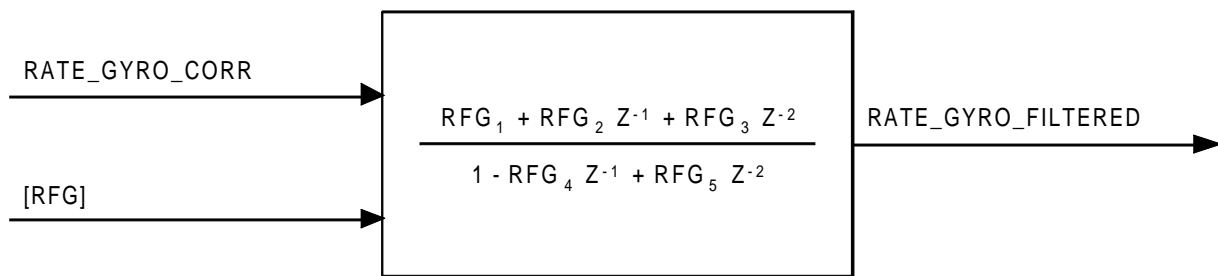 RATE_GYRO_CORR
RFG₁ + RFG₂ Z⁻¹ + RFG₃ Z⁻²
RATE_GYRO_FILTERED
1 - RFG₄ Z⁻¹ + RFG₅ Z⁻²
[RFG]